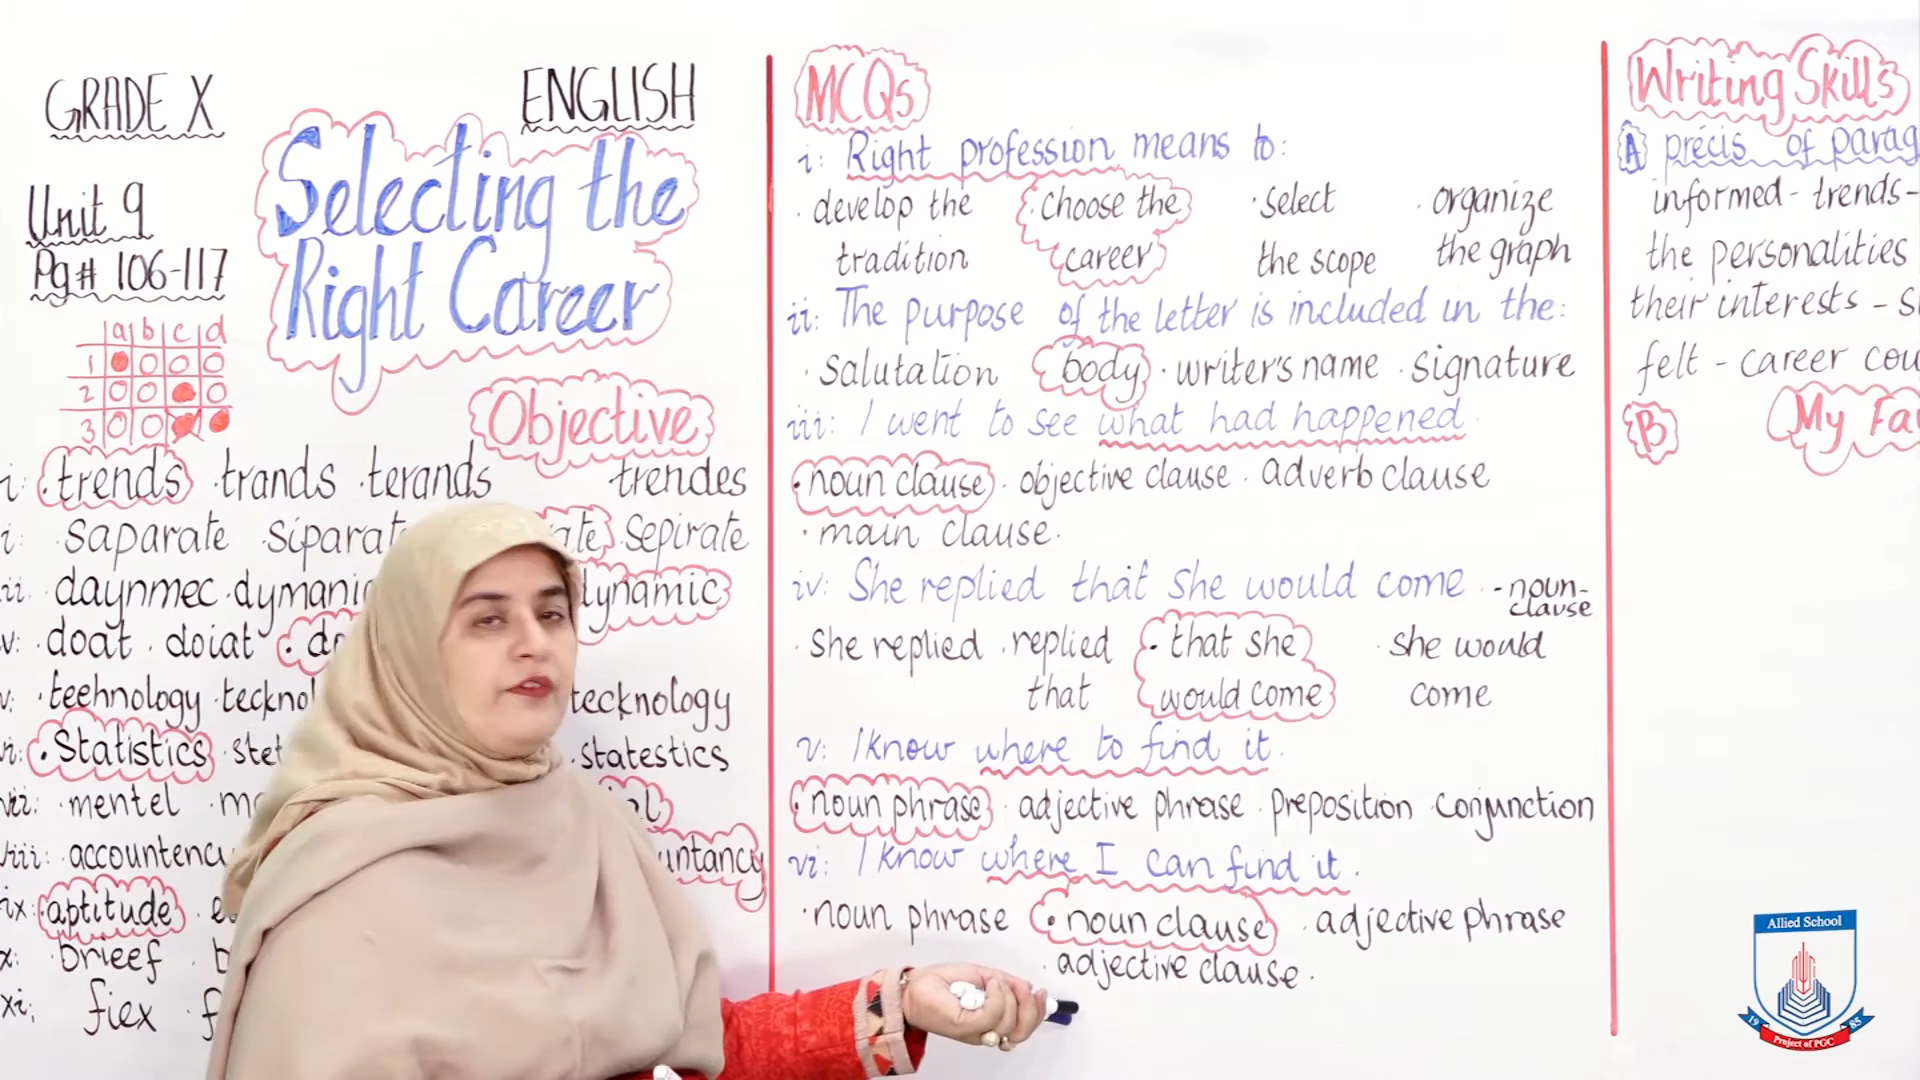 GRADE X
ENGLISH
Unit 9
Pg# 106-117
Selecting the
Right Career
a b c d
1
2
3
Objective
i: trends trands terands trendes
saparate siparat sepirate
daynmec dymanic dynamic
doat doiat
teehnology tecknol tecknology
Statistics statestics
vii: mentel
viii: accountency
ix: aptitude
x: brieef
xi; fiex
MCQs
i: Right profession means to:
develop the choose the select organize
tradition career the scope the graph
ii: The purpose of the letter is included in the:
salutation body writer's name signature
iii: I went to see what had happened.
noun clause objective clause adverb clause
main clause.
iv: She replied that she would come - noun-
clause
She replied replied that she she would
that would come come
v: I know where to find it.
noun phrase adjective phrase preposition conjunction
vi: I know where I can find it.
noun phrase noun clause adjective phrase
adjective clause.
Writing Skills
A précis of parag
informed - trends -
the personalities
their interests - s
felt - career cou
B My Fa
Allied School
1985
Project of PGC